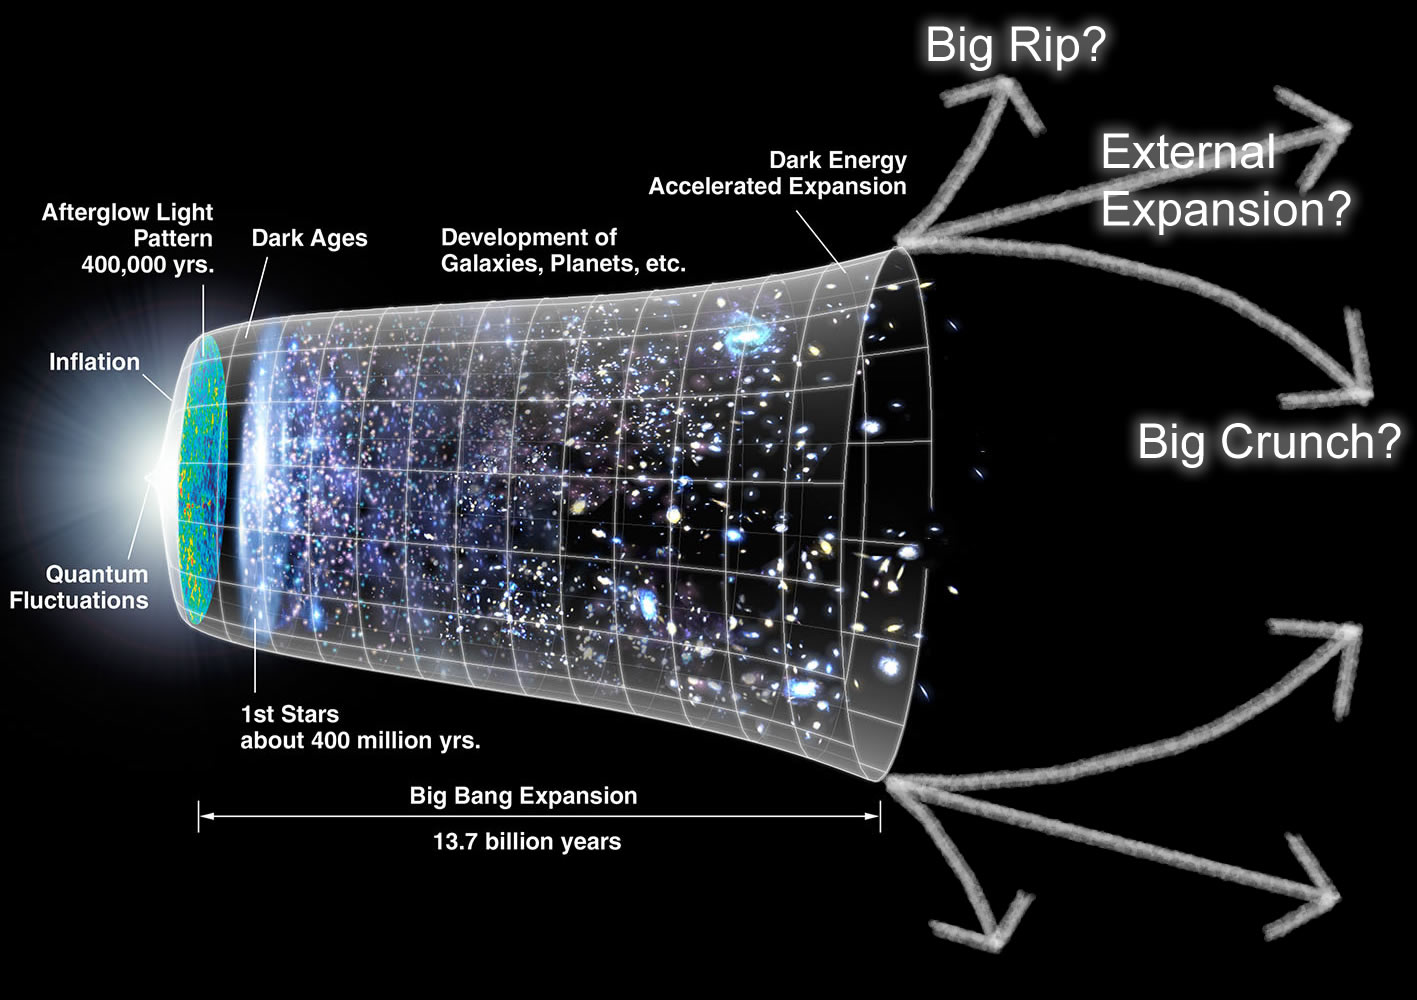 Big Rip?
External
Expansion?
Dark Energy
Accelerated Expansion
Afterglow Light
Pattern
400,000 yrs.
Dark Ages
Development of
Galaxies, Planets, etc.
Inflation
Big Crunch?
Quantum
Fluctuations
1st Stars
about 400 million yrs.
Big Bang Expansion
13.7 billion years